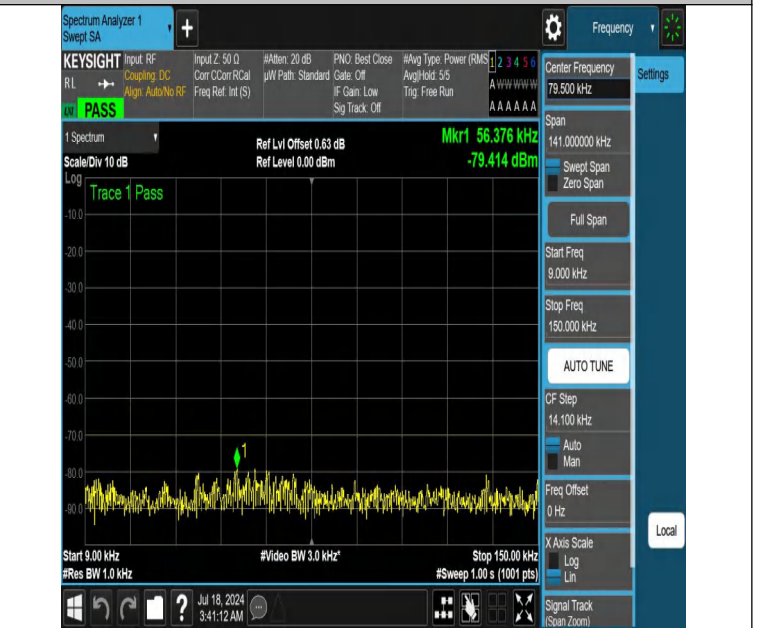 Spectrum Analyzer 1
Swept SA
+
Frequency
KEYSIGHT
RL
PASS
Input: RF
Coupling: DC
Align: Auto/No RF
Input Z: 50 Ω
Corr CCorr RCal
Freq Ref: Int (S)
#Atten: 20 dB
µW Path: Standard
PNO: Best Close
Gate: Off
IF Gain: Low
Sig Track: Off
#Avg Type: Power (RMS
Avg|Hold: 5/5
Trig: Free Run
1 2 3 4 5 6
A W W W W W
A A A A A A
1 Spectrum
Scale/Div 10 dB
Ref Lvl Offset 0.63 dB
Ref Level 0.00 dBm
Mkr1 56.376 kHz
-79.414 dBm
Log
Trace 1 Pass
-10.0
-20.0
-30.0
-40.0
-50.0
-60.0
-70.0
-80.0
-90.0
1
Start 9.00 kHz
#Res BW 1.0 kHz
#Video BW 3.0 kHz*
Stop 150.00 kHz
#Sweep 1.00 s (1001 pts)
?
Jul 18, 2024
3:41:12 AM
Center Frequency
79.500 kHz
Settings
Span
141.000000 kHz
Swept Span
Zero Span
Full Span
Start Freq
9.000 kHz
Stop Freq
150.000 kHz
AUTO TUNE
CF Step
14.100 kHz
Auto
Man
Freq Offset
0 Hz
Local
X Axis Scale
Log
Lin
Signal Track
(Span Zoom)